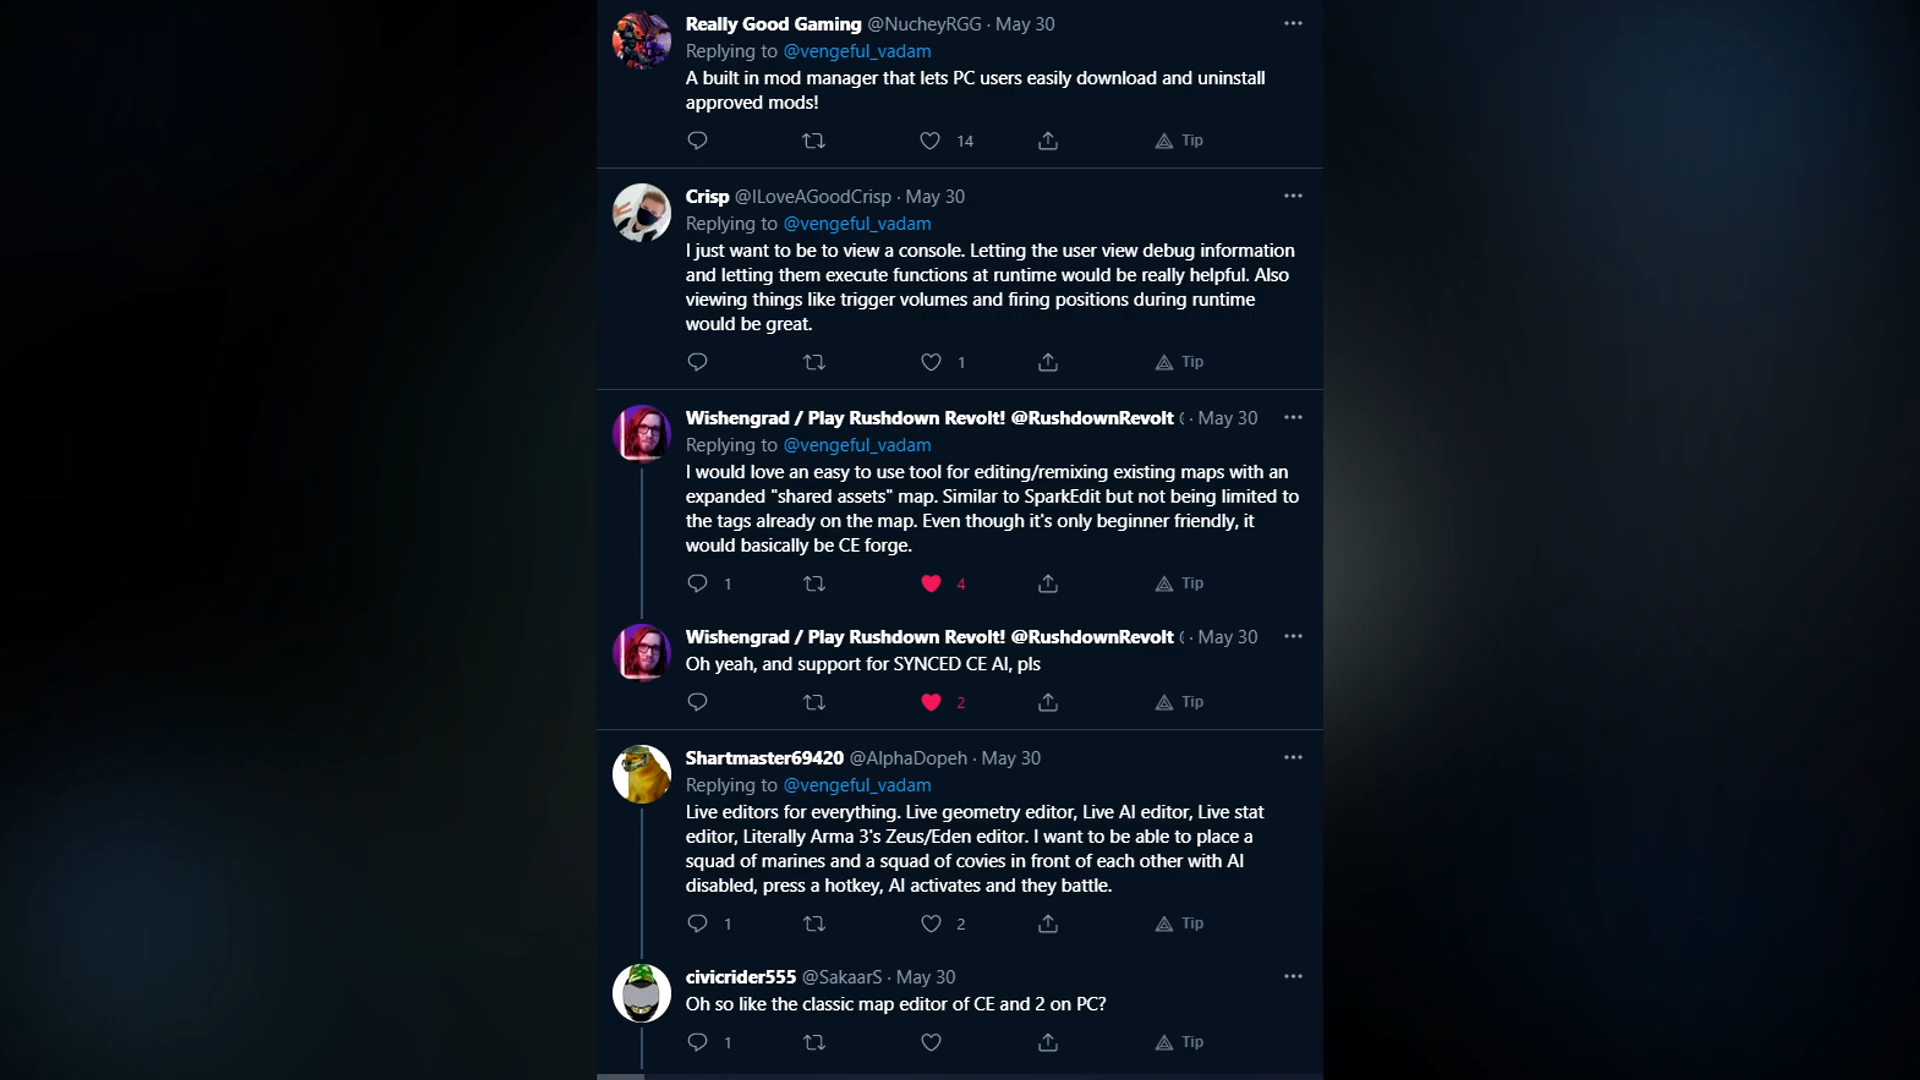 Really Good Gaming @NucheyRGG · May 30
Replying to @vengeful_vadam
A built in mod manager that lets PC users easily download and uninstall
approved mods!
14 Tip
Crisp @ILoveAGoodCrisp · May 30
Replying to @vengeful_vadam
I just want to be to view a console. Letting the user view debug information
and letting them execute functions at runtime would be really helpful. Also
viewing things like trigger volumes and firing positions during runtime
would be great.
1 Tip
Wishengrad / Play Rushdown Revolt! @RushdownRevolt ( · May 30
Replying to @vengeful_vadam
I would love an easy to use tool for editing/remixing existing maps with an
expanded "shared assets" map. Similar to SparkEdit but not being limited to
the tags already on the map. Even though it's only beginner friendly, it
would basically be CE forge.
1 4 Tip
Wishengrad / Play Rushdown Revolt! @RushdownRevolt ( · May 30
Oh yeah, and support for SYNCED CE AI, pls
2 Tip
Shartmaster69420 @AlphaDopeh · May 30
Replying to @vengeful_vadam
Live editors for everything. Live geometry editor, Live AI editor, Live stat
editor, Literally Arma 3's Zeus/Eden editor. I want to be able to place a
squad of marines and a squad of covies in front of each other with AI
disabled, press a hotkey, AI activates and they battle.
1 2 Tip
civicrider555 @SakaarS · May 30
Oh so like the classic map editor of CE and 2 on PC?
1 Tip